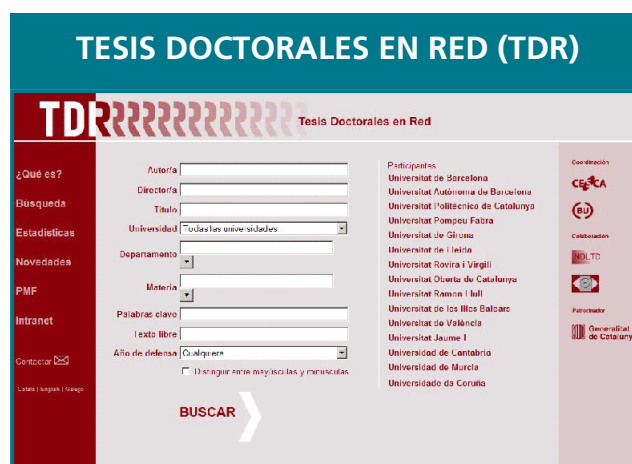 TESIS DOCTORALES EN RED (TDR)
TDR
Tesis Doctorales en Red
¿Qué es?
Búsqueda
Estadísticas
Novedades
PMF
Intranet
Contactar
Català | English | Galego
Autor/a
Director/a
Título
Universidad Todas las universidades
Departamento
Materia
Palabras clave
Texto libre
Año de defensa Cualquiera
Distinguir entre mayúsculas y minúsculas
BUSCAR
Participantes
Universitat de Barcelona
Universitat Autònoma de Barcelona
Universitat Politècnica de Catalunya
Universitat Pompeu Fabra
Universitat de Girona
Universitat de Lleida
Universitat Rovira i Virgili
Universitat Oberta de Catalunya
Universitat Ramon Llull
Universitat de les Illes Balears
Universitat de València
Universitat Jaume I
Universidad de Cantabria
Universidad de Murcia
Universidade da Coruña
Coordinación
CESCA
Colaboración
NDLTD
Patrocinador
Generalitat
de Cataluny